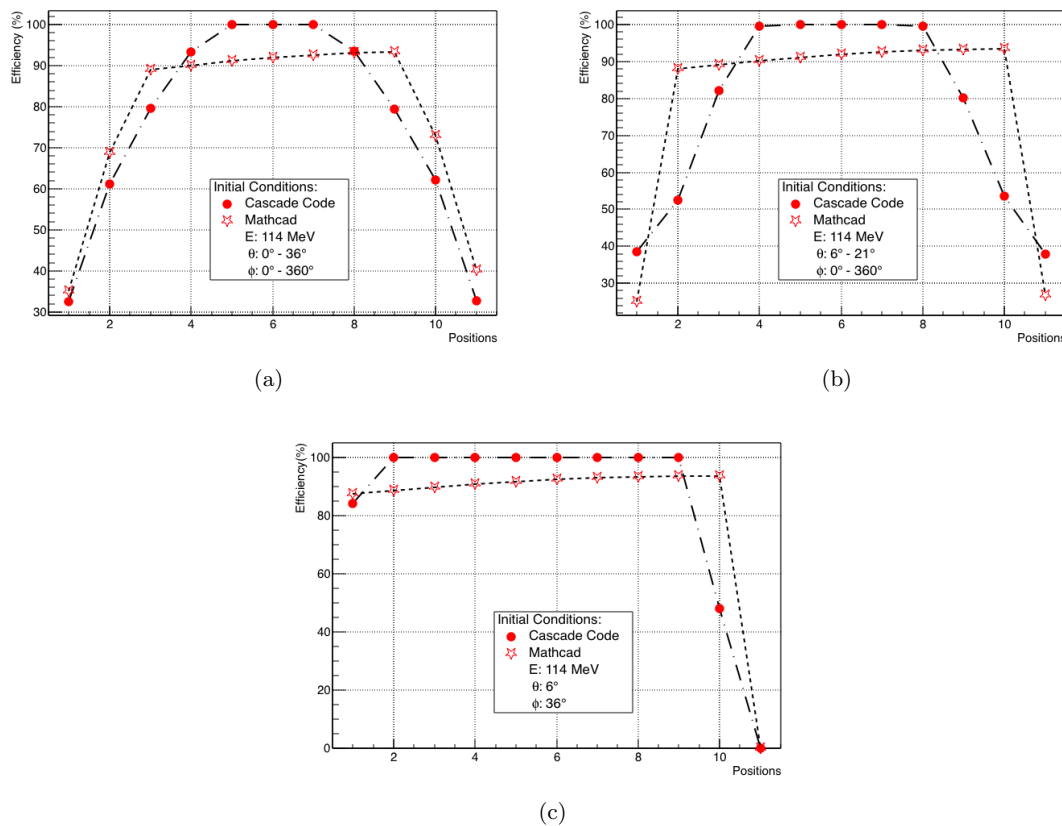 Efficiency (%)
100
90
80
70
60
50
40
30
2
4
6
8
10
Positions
Initial Conditions:
Cascade Code
Mathcad
E: 114 MeV
θ: 0° - 36°
ϕ: 0° - 360°
(a)
Efficiency (%)
100
90
80
70
60
50
40
30
2
4
6
8
10
Positions
Initial Conditions:
Cascade Code
Mathcad
E: 114 MeV
θ: 6° - 21°
ϕ: 0° - 360°
(b)
Efficiency(%)
100
80
60
40
20
0
2
4
6
8
10
Positions
Initial Conditions:
Cascade Code
Mathcad
E: 114 MeV
θ: 6°
ϕ: 36°
(c)